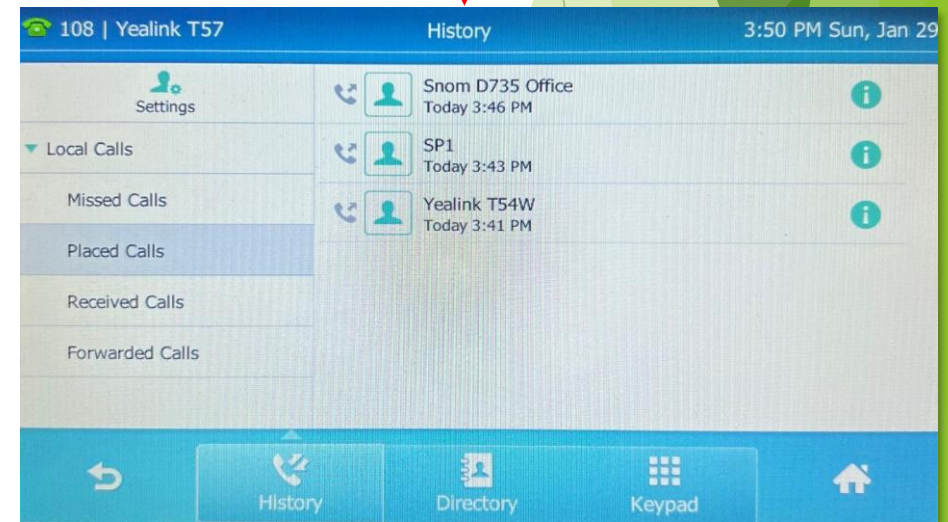 108 | Yealink T57
History
3:50 PM Sun, Jan 29
Settings
Local Calls
Missed Calls
Placed Calls
Received Calls
Forwarded Calls
Snom D735 Office
Today 3:46 PM
SP1
Today 3:43 PM
Yealink T54W
Today 3:41 PM
History
Directory
Keypad